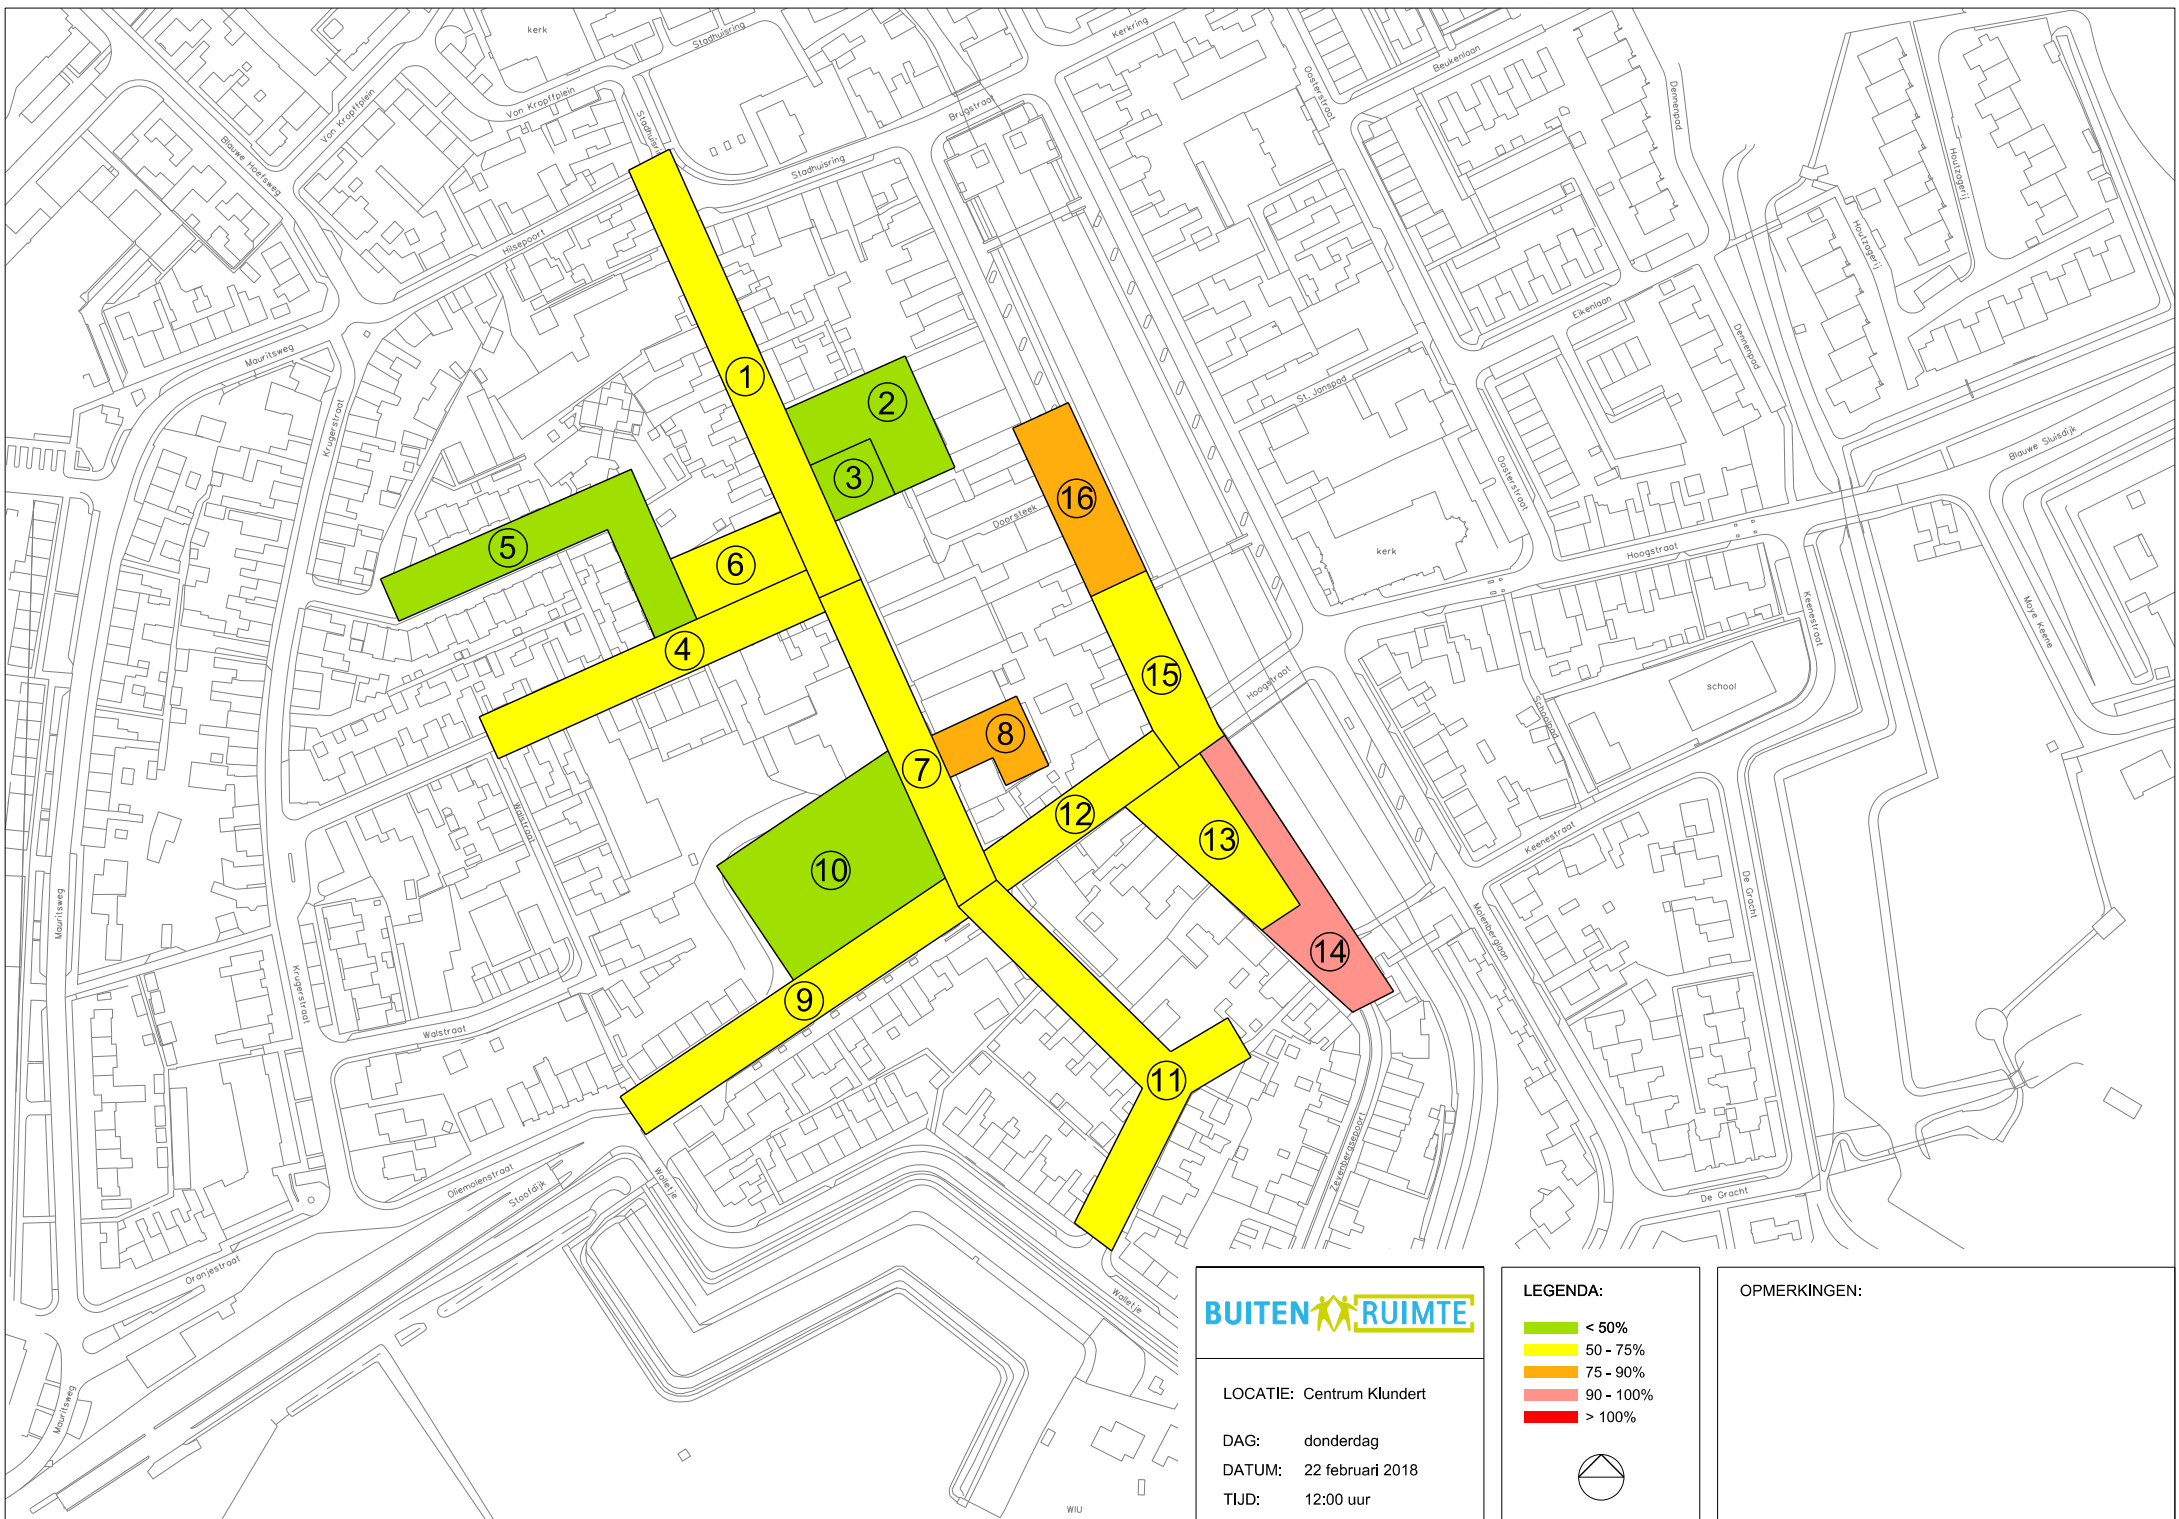 kerk
Stadhuisring
Kerkring
Beukenlaan
Oosterstraat
Dennenpad
Von Kropffplein
Von Kropffplein
Brugstraat
Blauwe Hoefsweg
Stadhuisring
Houtzagerij
Hilsepoort
Houtzagerij
Eikenlaan
Mauritsweg
Dennenpad
1
St. Janspad
2
Krugerstraat
Blauwe Sluisdijk
3
Oosterstraat
16
Doorsteek
5
kerk
Hoogstraat
6
Keenestraat
Moye Keene
4
15
Hoogstraat
school
Schoolpad
8
7
Walstraat
12
13
Keenestraat
10
De Gracht
Mauritsweg
Molenberglaan
14
Krugerstraat
9
Walstraat
11
Zevenbergsepoort
Oliemolenstraat
Stoofdijk
Walletje
De Gracht
Oranjestraat
Walletje
Mauritsweg
WIU
BUITEN RUIMTE
LOCATIE: Centrum Klundert
DAG: donderdag
DATUM: 22 februari 2018
TIJD: 12:00 uur
LEGENDA:
< 50%
50 - 75%
75 - 90%
90 - 100%
> 100%
OPMERKINGEN: